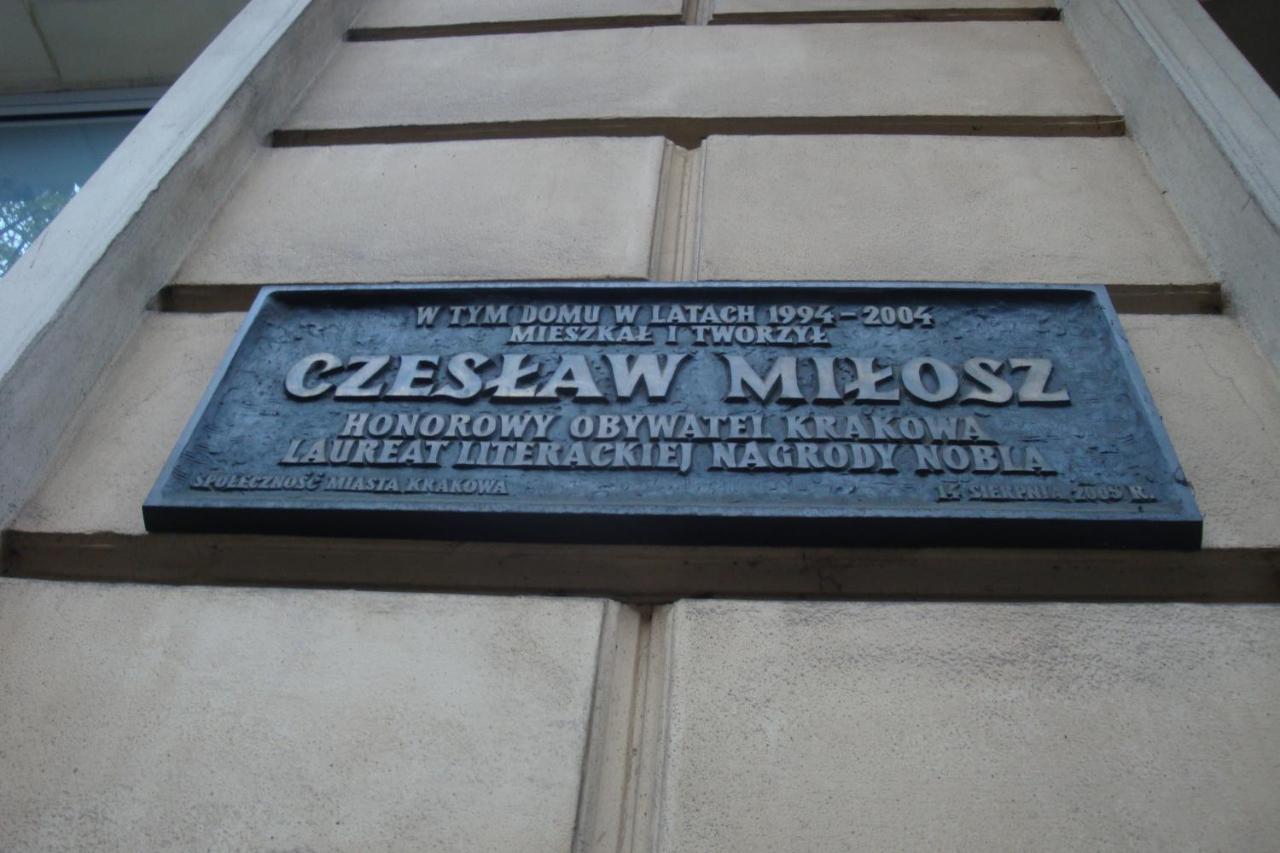 W TYM DOMU W LATACH 1994–2004
MIESZKAŁ I TWORZYŁ
CZESŁAW MIŁOSZ
HONOROWY OBYWATEL KRAKOWA
LAUREAT LITERACKIEJ NAGRODY NOBLA
SPOŁECZNOŚĆ MIASTA KRAKOWA
14 SIERPNIA R.